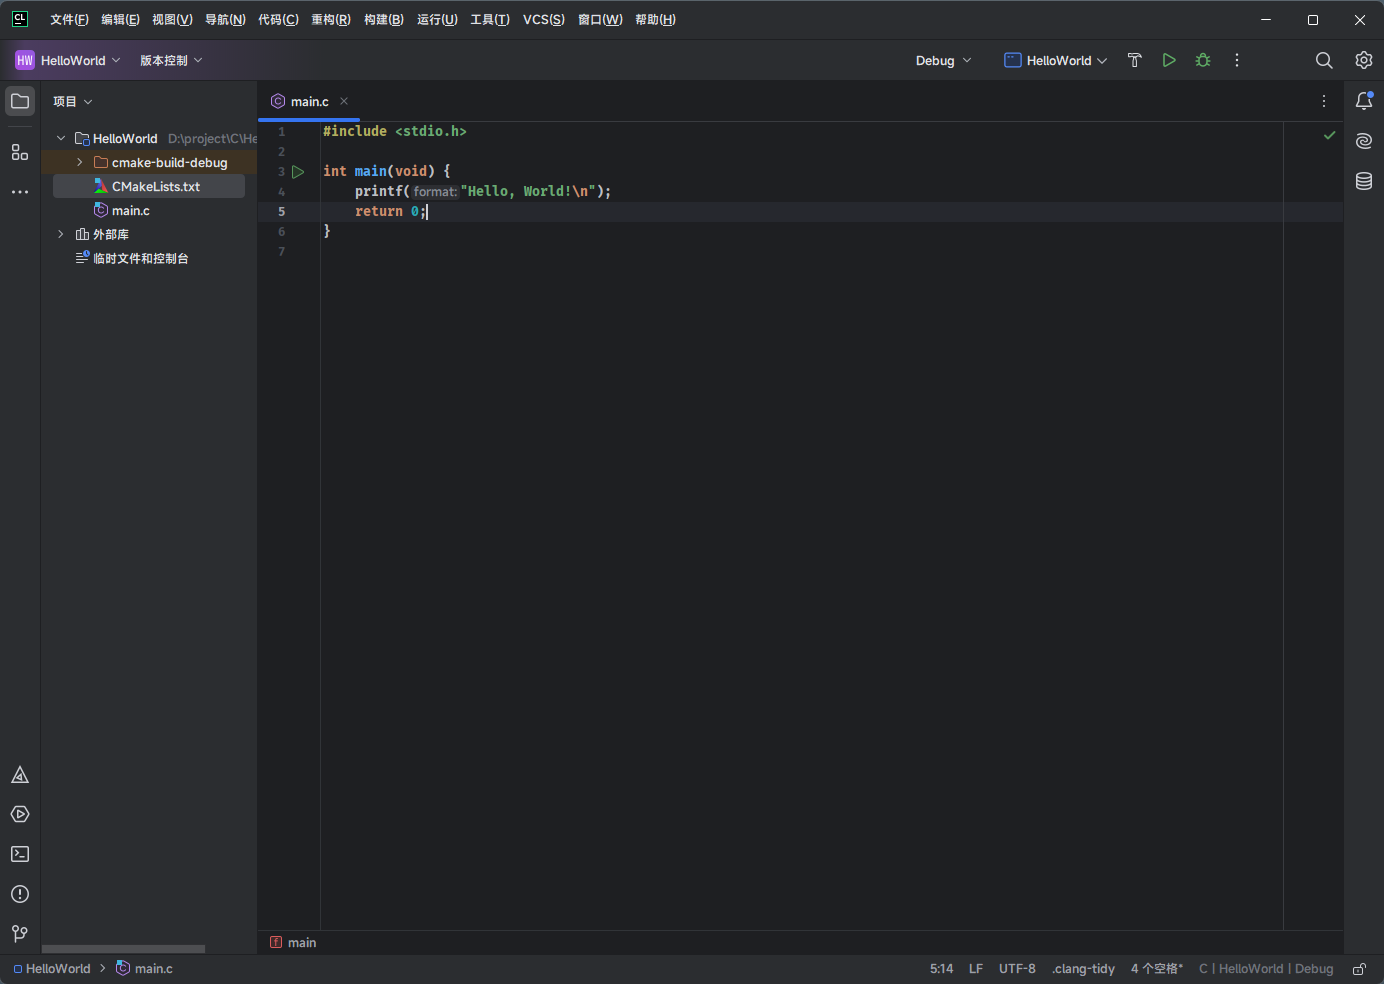 CL 文件(F) 编辑(E) 视图(V) 导航(N) 代码(C) 重构(R) 构建(B) 运行(U) 工具(T) VCS(S) 窗口(W) 帮助(H)
HW HelloWorld 版本控制 Debug HelloWorld
项目
HelloWorld D:\project\C\He
cmake-build-debug
CMakeLists.txt
main.c
外部库
临时文件和控制台
main.c
1 #include <stdio.h>
2
3 int main(void) {
4 printf(format:"Hello, World!\n");
5 return 0;
6 }
7
f main
HelloWorld > main.c 5:14 LF UTF-8 .clang-tidy 4 个空格* C | HelloWorld | Debug